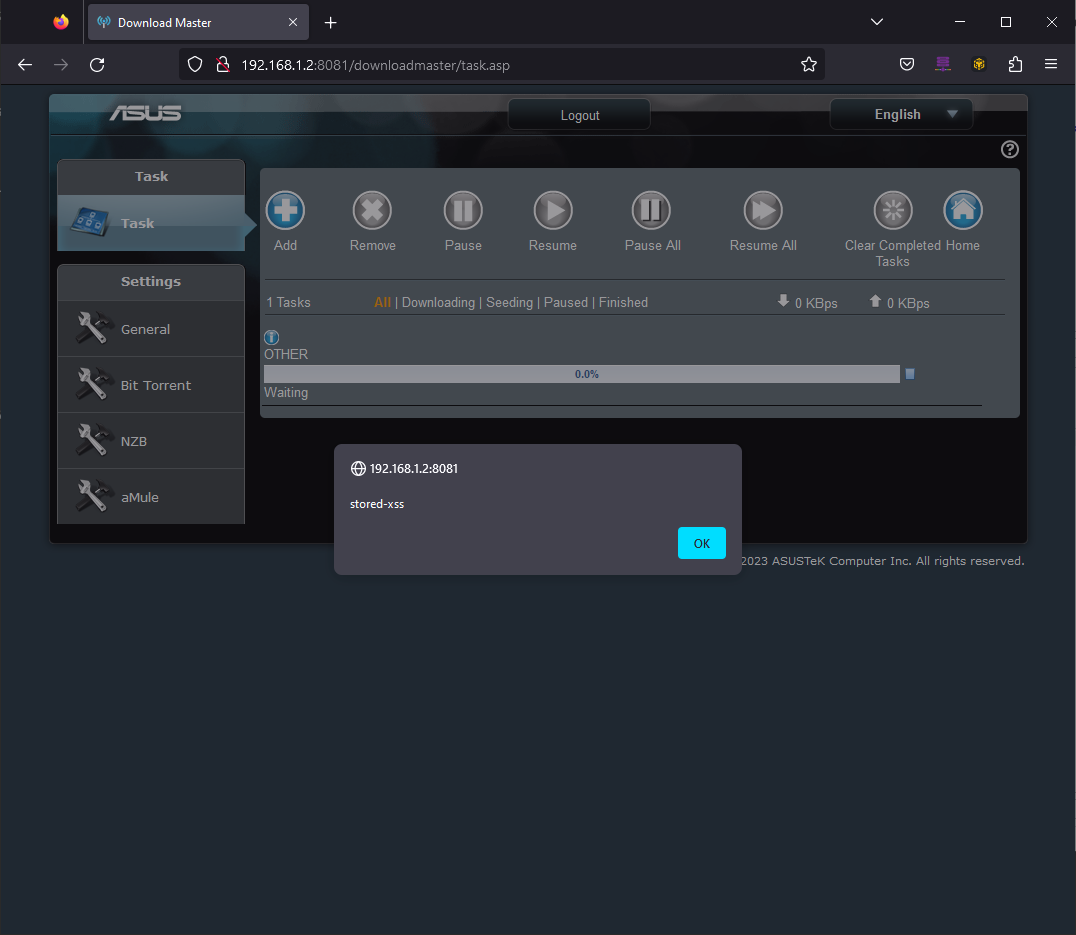 Download Master
192.168.1.2:8081/downloadmaster/task.asp
ASUS
Logout
English
Task
Task
Add
Remove
Pause
Resume
Pause All
Resume All
Clear Completed Tasks
Home
1 Tasks
All | Downloading | Seeding | Paused | Finished
0 KBps
0 KBps
OTHER
0.0%
Waiting
Settings
General
Bit Torrent
NZB
aMule
192.168.1.2:8081
stored-xss
OK
2023 ASUSTeK Computer Inc. All rights reserved.